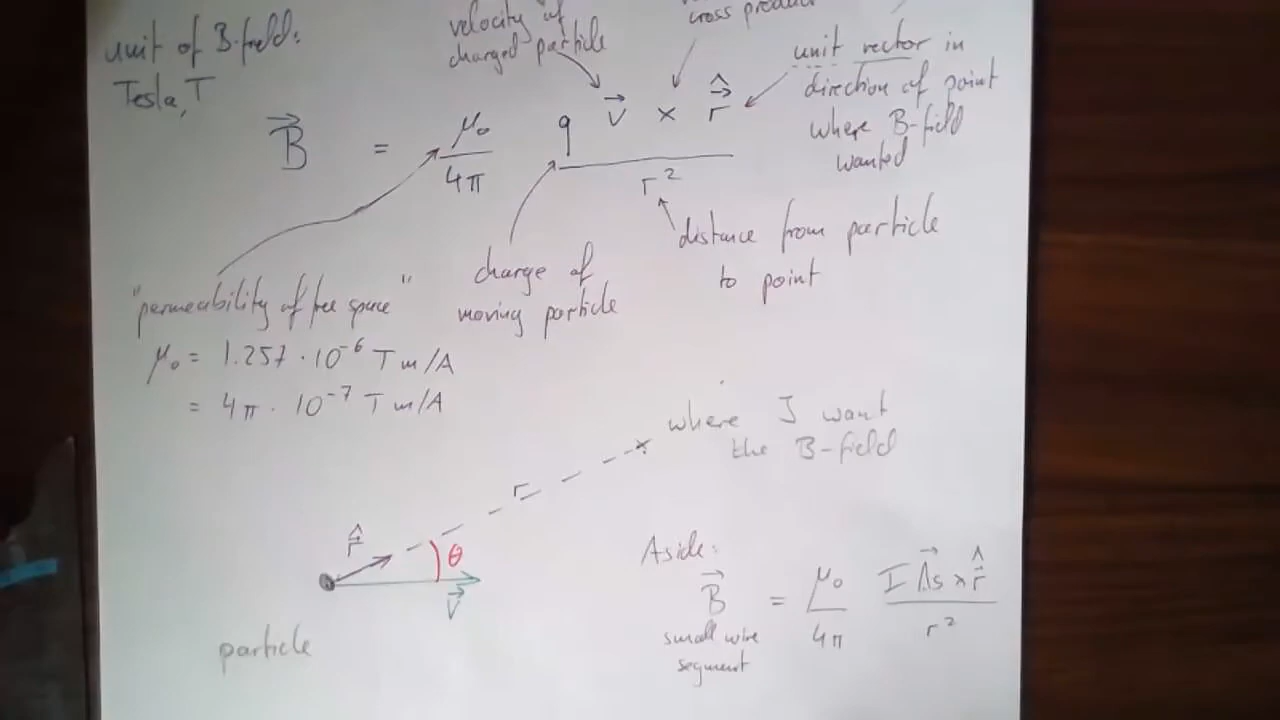 unit of B-field:
Tesla, T
velocity of
charged particle
cross product
unit vector in
direction of point
where B-field
wanted
B⃗ = μ₀/4π q v⃗ × r̂⃗ / r²
distance from particle
to point
"permeability of free space"
μ₀ = 1.257 · 10⁻⁶ T m/A
= 4π · 10⁻⁷ T m/A
charge of
moving particle
where I want
the B-field
r
r̂⃗
θ
v⃗
particle
Aside:
B⃗ = μ₀/4π I Δs⃗ × r̂⃗ / r²
small wire
segment